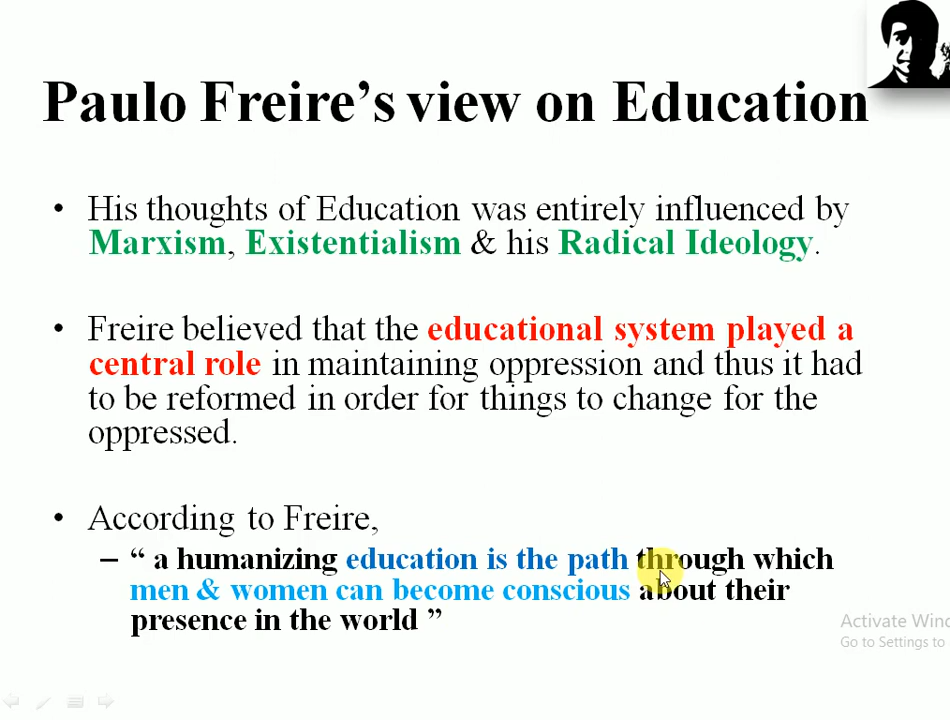 Paulo Freire’s view on Education
• His thoughts of Education was entirely influenced by
Marxism, Existentialism & his Radical Ideology.
• Freire believed that the educational system played a
central role in maintaining oppression and thus it had
to be reformed in order for things to change for the
oppressed.
• According to Freire,
– “ a humanizing education is the path through which
men & women can become conscious about their
presence in the world ”
Activate Wind
Go to Settings to